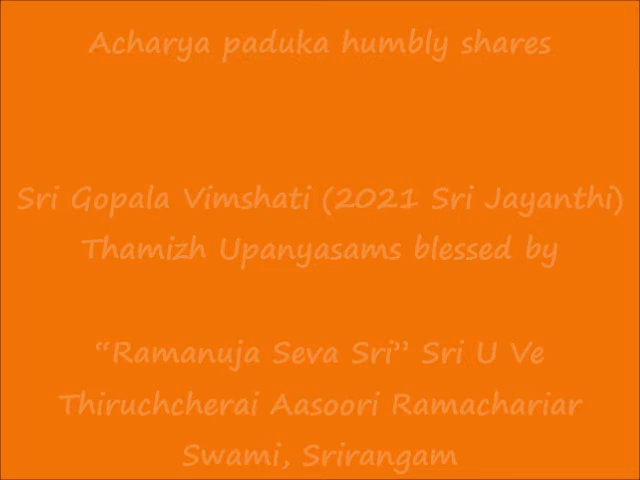 Acharya paduka humbly shares
Sri Gopala Vimshati (2021 Sri Jayanthi)
Thamizh Upanyasams blessed by
“Ramanuja Seva Sri” Sri U Ve
Thiruchcherai Aasoori Ramachariar
Swami, Srirangam